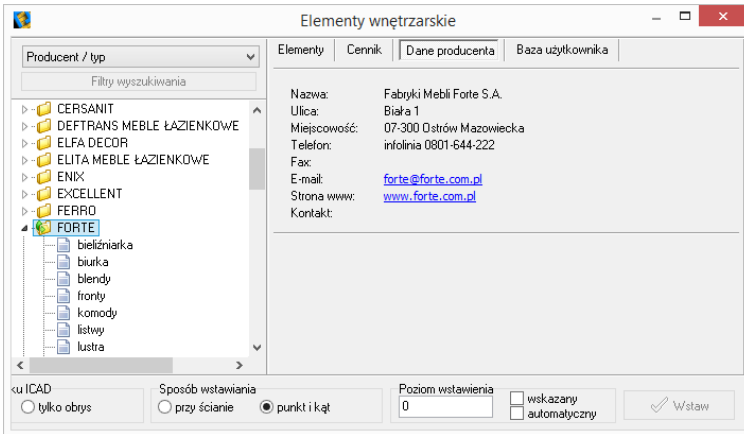 Elementy wnętrzarskie
Producent / typ
Filtry wyszukiwania
CERSANIT
DEFTRANS MEBLE ŁAZIENKOWE
ELFA DECOR
ELITA MEBLE ŁAZIENKOWE
ENIX
EXCELLENT
FERRO
FORTE
bieliźniarka
biurka
blendy
fronty
komody
listwy
lustra
Elementy Cennik Dane producenta Baza użytkownika
Nazwa: Fabryki Mebli Forte S.A.
Ulica: Biała 1
Miejscowość: 07-300 Ostrów Mazowiecka
Telefon: infolinia 0801-644-222
Fax:
E-mail: forte@forte.com.pl
Strona www: www.forte.com.pl
Kontakt:
ku ICAD
tylko obrys
Sposób wstawiania
przy ścianie punkt i kąt
Poziom wstawienia
0
wskazany
automatyczny
Wstaw